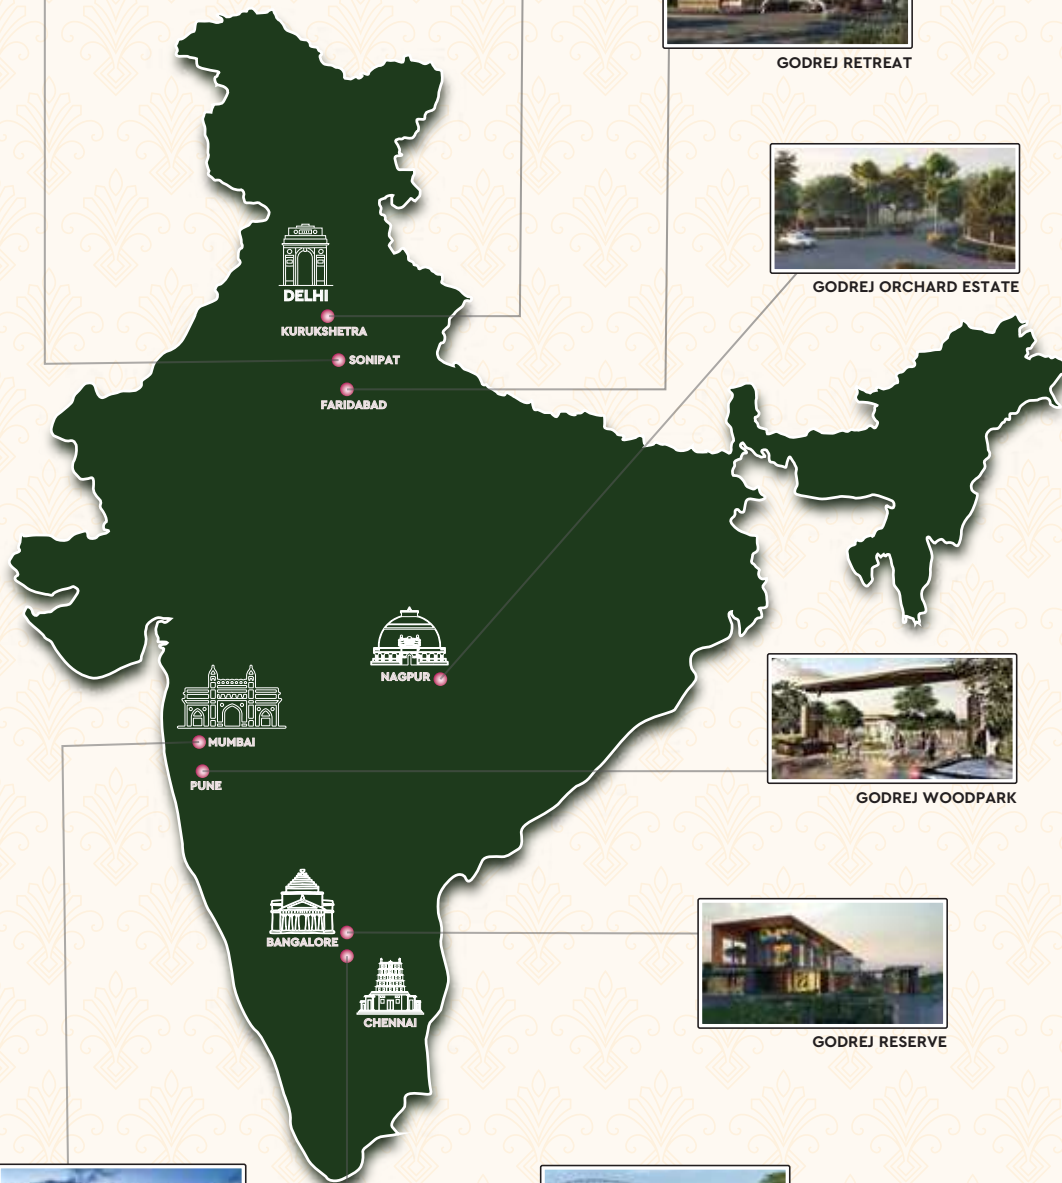 GODREJ RETREAT
GODREJ ORCHARD ESTATE
DELHI
KURUKSHETRA
SONIPAT
FARIDABAD
NAGPUR
MUMBAI
PUNE
GODREJ WOODPARK
BANGALORE
CHENNAI
GODREJ RESERVE